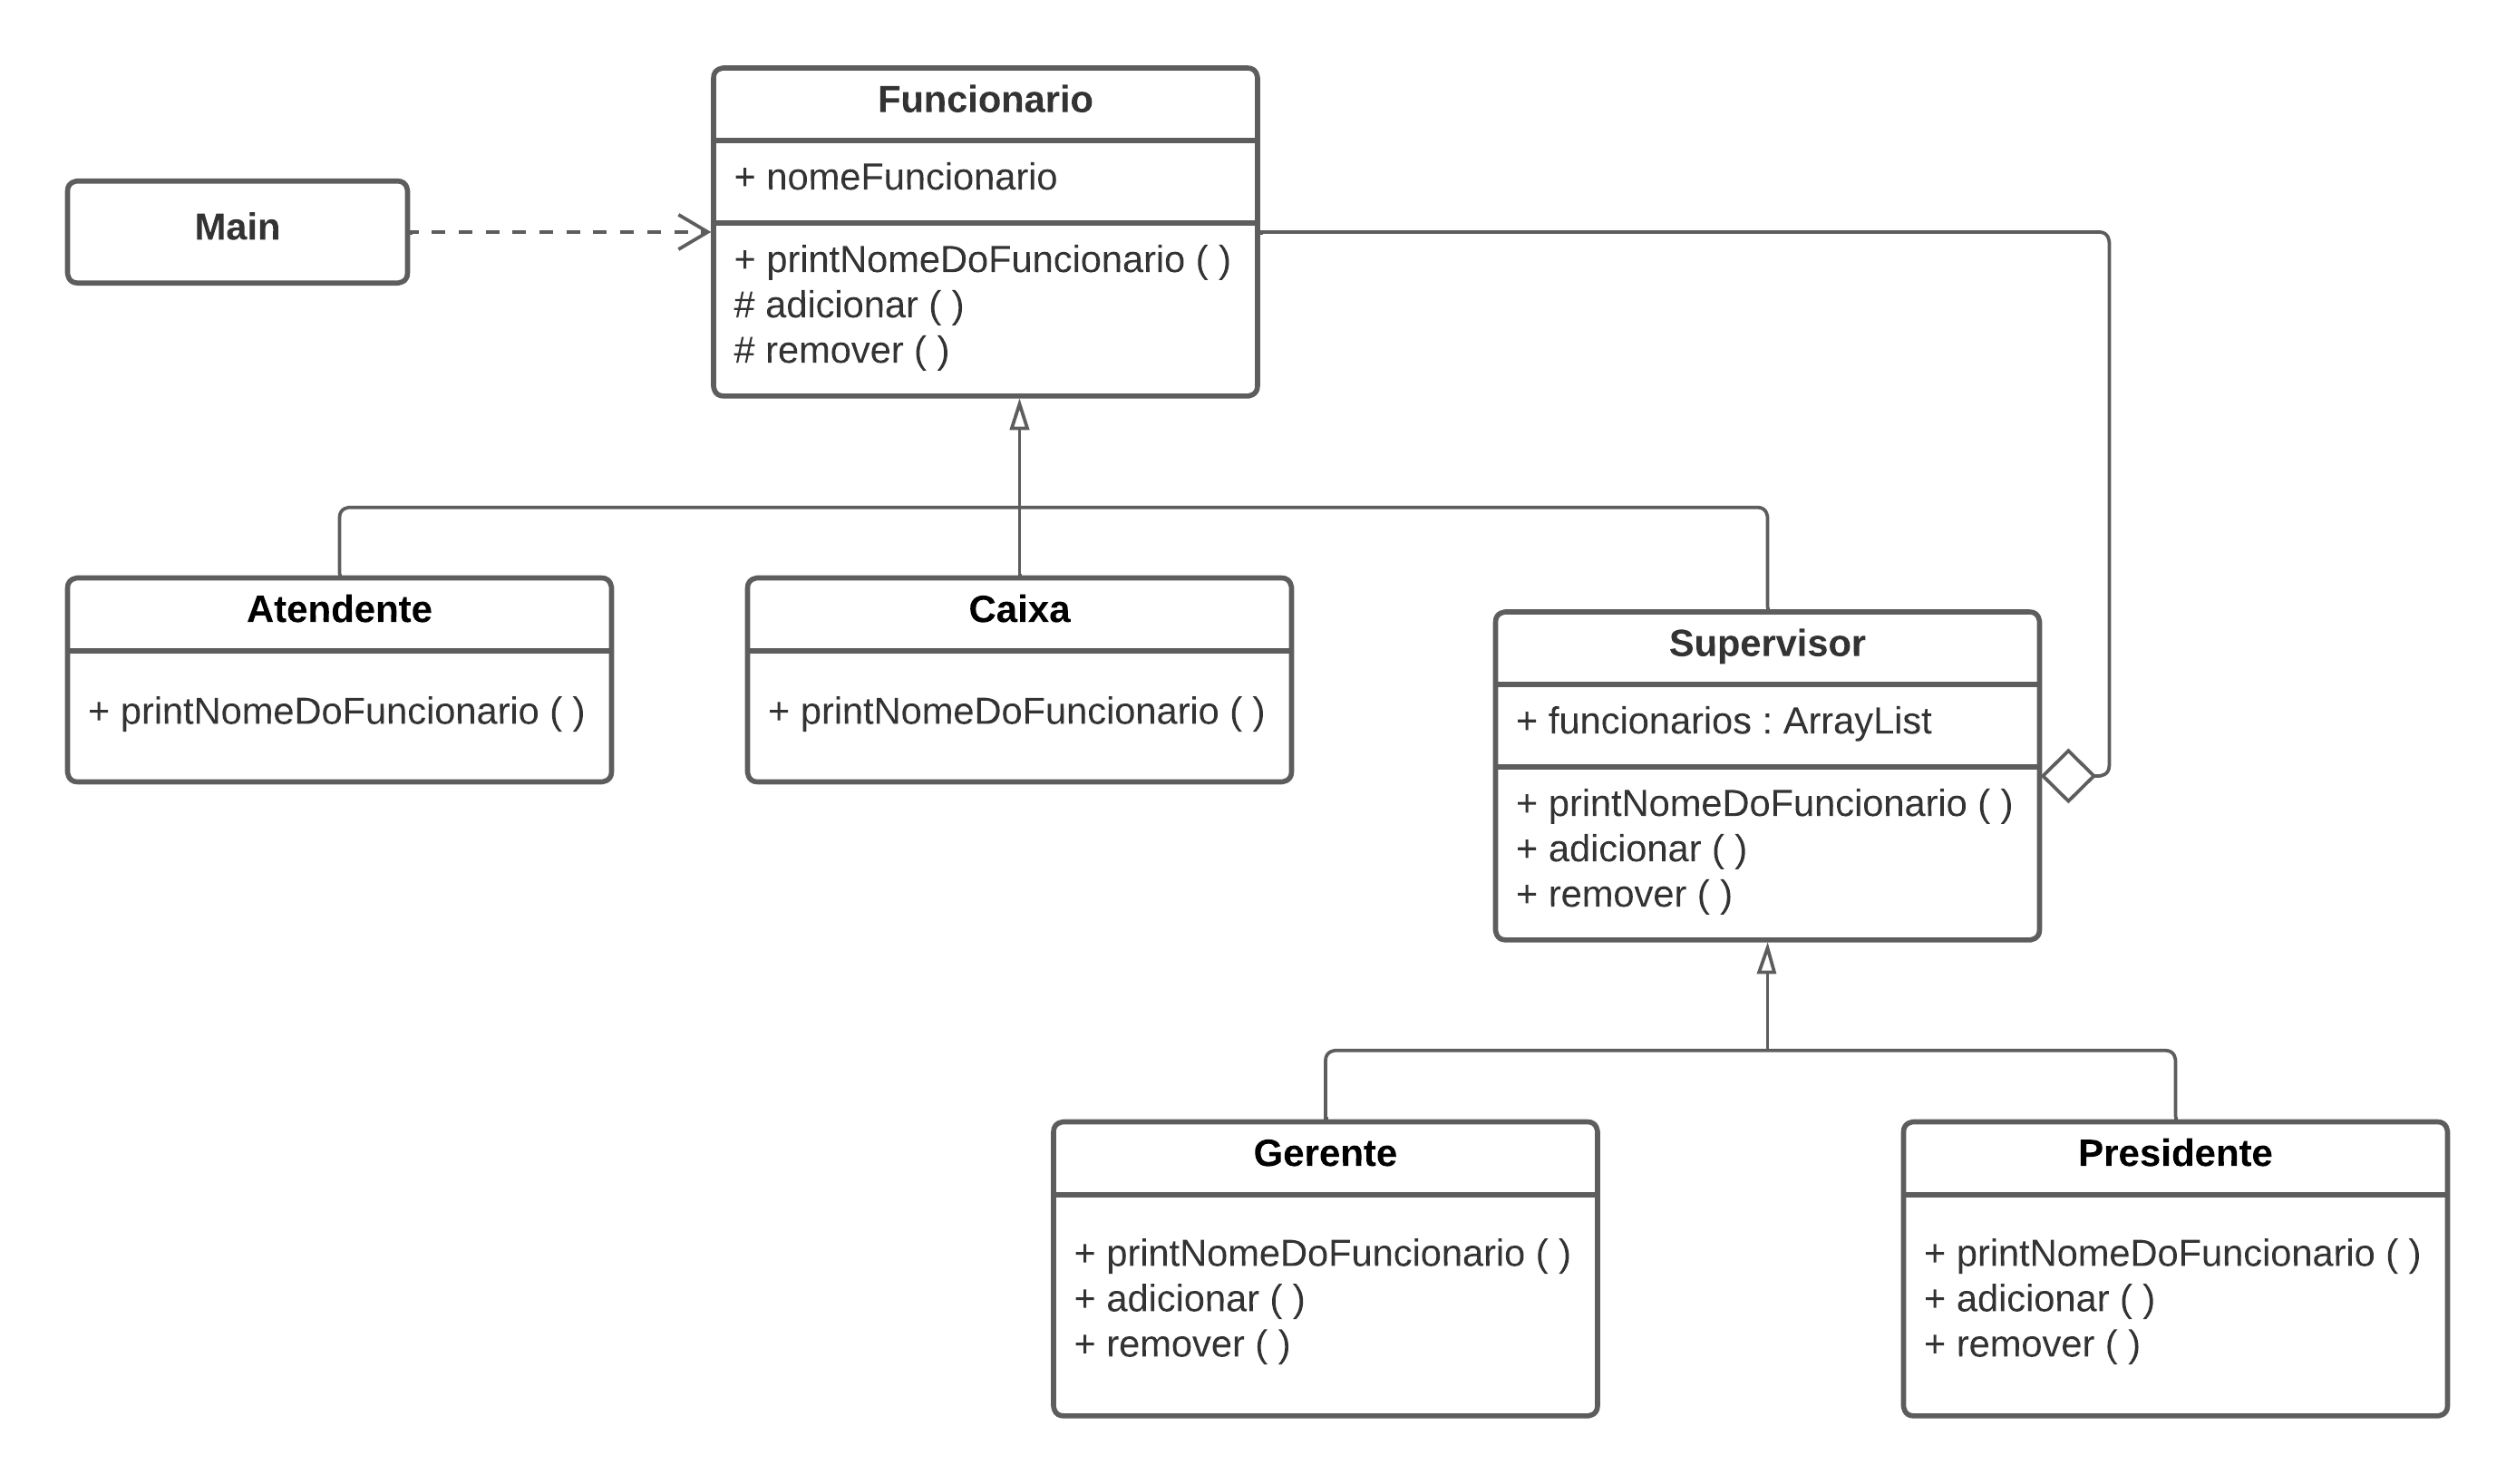 Funcionario
+ nomeFuncionario
+ printNomeDoFuncionario ( )
# adicionar ( )
# remover ( )
Main
Atendente
+ printNomeDoFuncionario ( )
Caixa
+ printNomeDoFuncionario ( )
Supervisor
+ funcionarios : ArrayList
+ printNomeDoFuncionario ( )
+ adicionar ( )
+ remover ( )
Gerente
+ printNomeDoFuncionario ( )
+ adicionar ( )
+ remover ( )
Presidente
+ printNomeDoFuncionario ( )
+ adicionar ( )
+ remover ( )